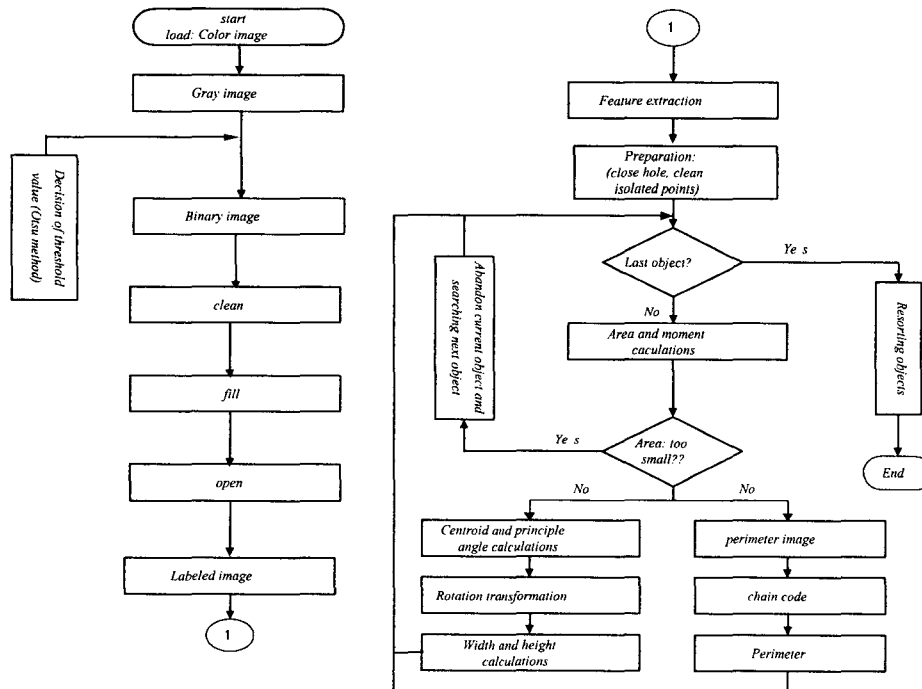 start
load: Color image
Gray image
Decision of threshold
value (Otsu method)
Binary image
clean
fill
open
Labeled image
1
1
Feature extraction
Preparation:
(close hole, clean
isolated points)
Last object?
Ye s
No
Abandon current object and
searching next object
Area and moment
caculations
Resorting objects
Ye s
Area: too
small??
End
No
No
Centroid and principle
angle calculations
Rotation transformation
Width and height
calculations
perimeter image
chain code
Perimeter